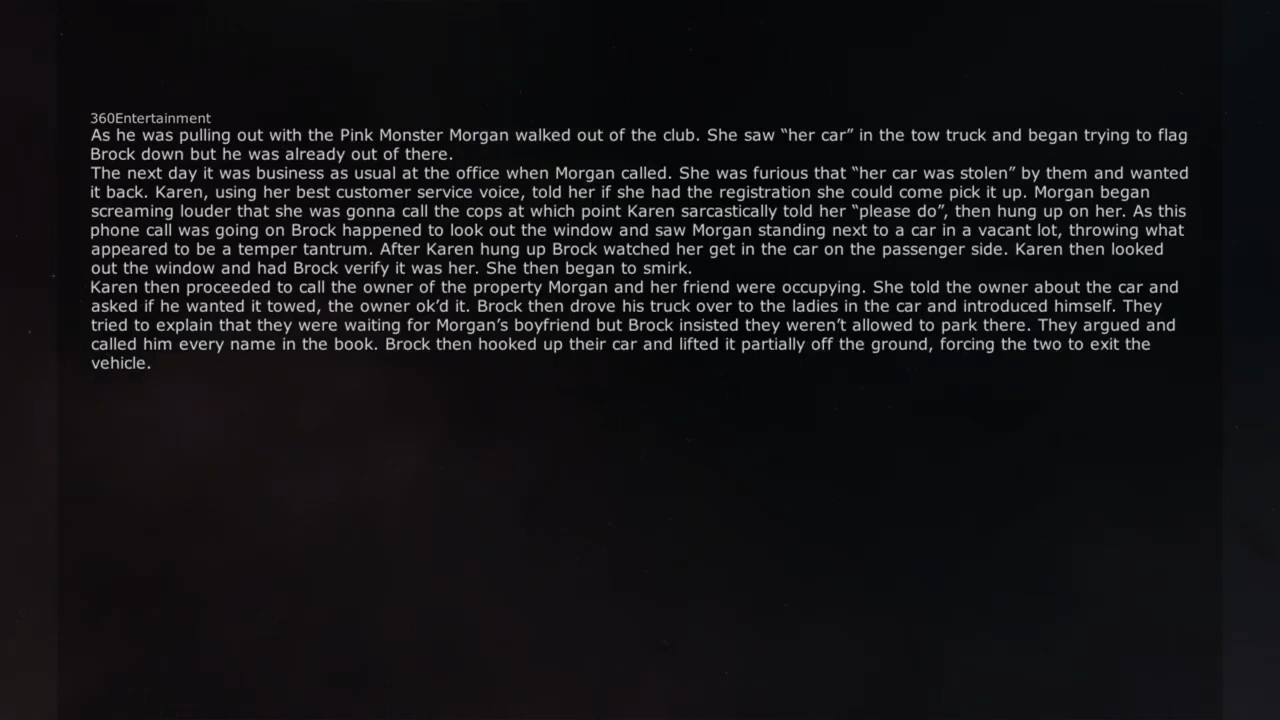 360Entertainment
As he was pulling out with the Pink Monster Morgan walked out of the club. She saw “her car” in the tow truck and began trying to flag
Brock down but he was already out of there.
The next day it was business as usual at the office when Morgan called. She was furious that “her car was stolen” by them and wanted
it back. Karen, using her best customer service voice, told her if she had the registration she could come pick it up. Morgan began
screaming louder that she was gonna call the cops at which point Karen sarcastically told her “please do”, then hung up on her. As this
phone call was going on Brock happened to look out the window and saw Morgan standing next to a car in a vacant lot, throwing what
appeared to be a temper tantrum. After Karen hung up Brock watched her get in the car on the passenger side. Karen then looked
out the window and had Brock verify it was her. She then began to smirk.
Karen then proceeded to call the owner of the property Morgan and her friend were occupying. She told the owner about the car and
asked if he wanted it towed, the owner ok’d it. Brock then drove his truck over to the ladies in the car and introduced himself. They
tried to explain that they were waiting for Morgan’s boyfriend but Brock insisted they weren’t allowed to park there. They argued and
called him every name in the book. Brock then hooked up their car and lifted it partially off the ground, forcing the two to exit the
vehicle.